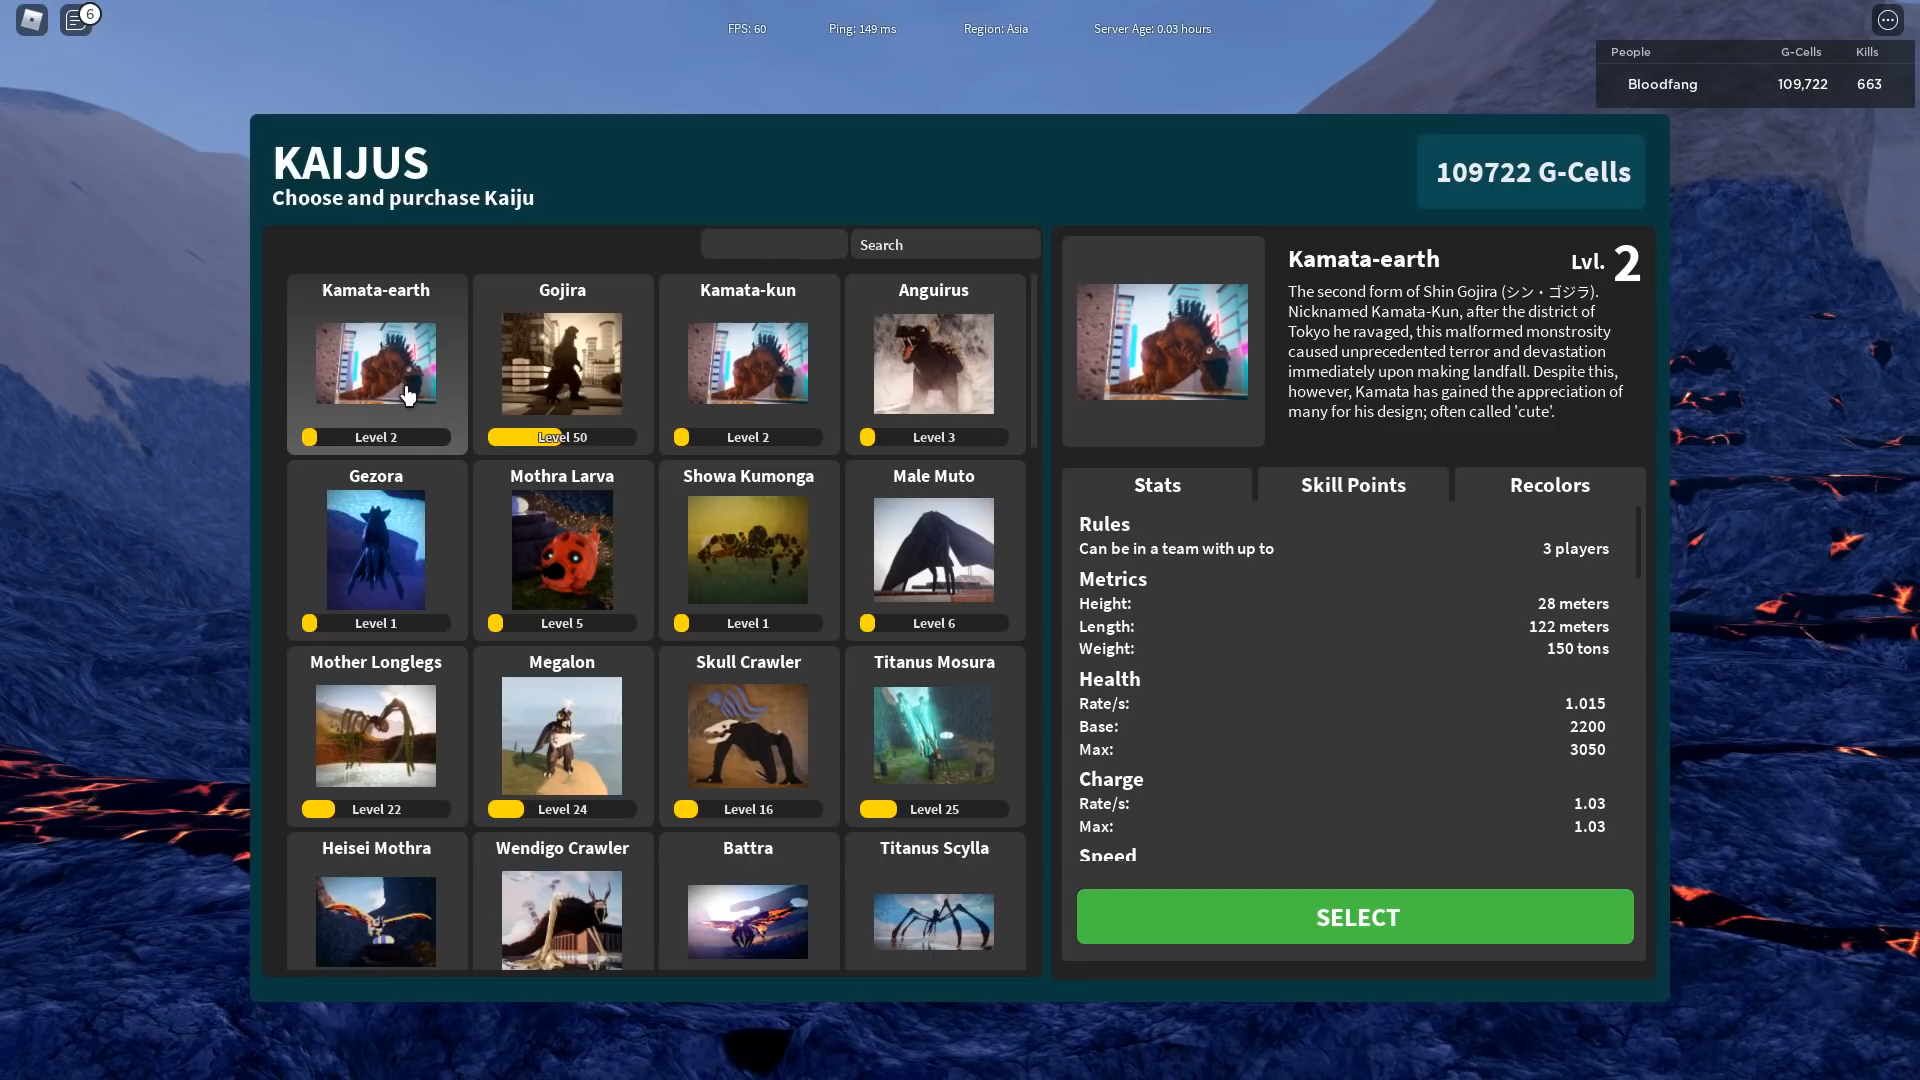 6
FPS: 60
Ping: 149 ms
Region: Asia
Server Age: 0.03 hours
People G-Cells Kills
Bloodfang 109,722 663
KAIJUS
Choose and purchase Kaiju
109722 G-Cells
Search
Kamata-earth
Level 2
Gojira
Level 50
Kamata-kun
Level 2
Anguirus
Level 3
Gezora
Level 1
Mothra Larva
Level 5
Showa Kumonga
Level 1
Male Muto
Level 6
Mother Longlegs
Level 22
Megalon
Level 24
Skull Crawler
Level 16
Titanus Mosura
Level 25
Heisei Mothra
Wendigo Crawler
Battra
Titanus Scylla
Kamata-earth
Lvl. 2
The second form of Shin Gojira (シン・ゴジラ).
Nicknamed Kamata-Kun, after the district of
Tokyo he ravaged, this malformed monstrosity
caused unprecedented terror and devastation
immediately upon making landfall. Despite this,
however, Kamata has gained the appreciation of
many for his design; often called 'cute'.
Stats
Skill Points
Recolors
Rules
Can be in a team with up to 3 players
Metrics
Height: 28 meters
Length: 122 meters
Weight: 150 tons
Health
Rate/s: 1.015
Base: 2200
Max: 3050
Charge
Rate/s: 1.03
Max: 1.03
Speed
SELECT